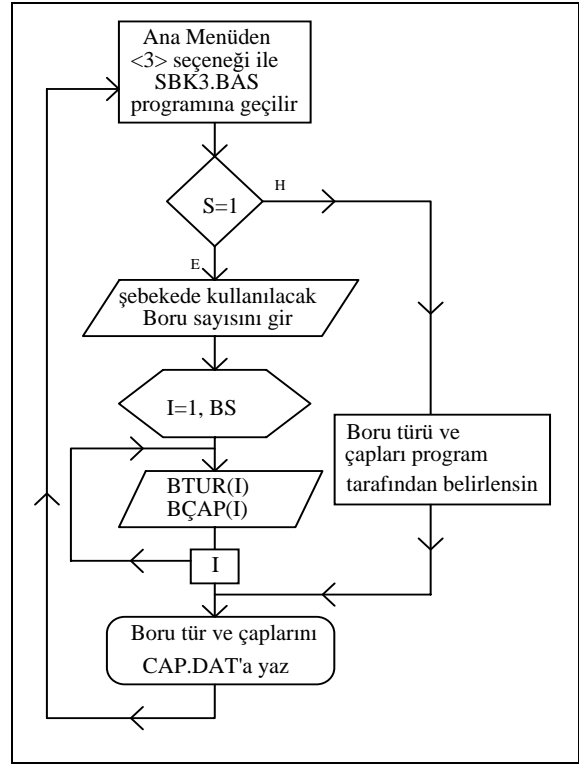 Ana Menüden
<3> seçeneği ile
SBK3.BAS
programına geçilir
S=1
H
E
şebekede kullanılacak
Boru sayısını gir
I=1, BS
BTUR(I)
BÇAP(I)
I
Boru türü ve
çapları program
tarafından belirlensin
Boru tür ve çaplarını
CAP.DAT'a yaz